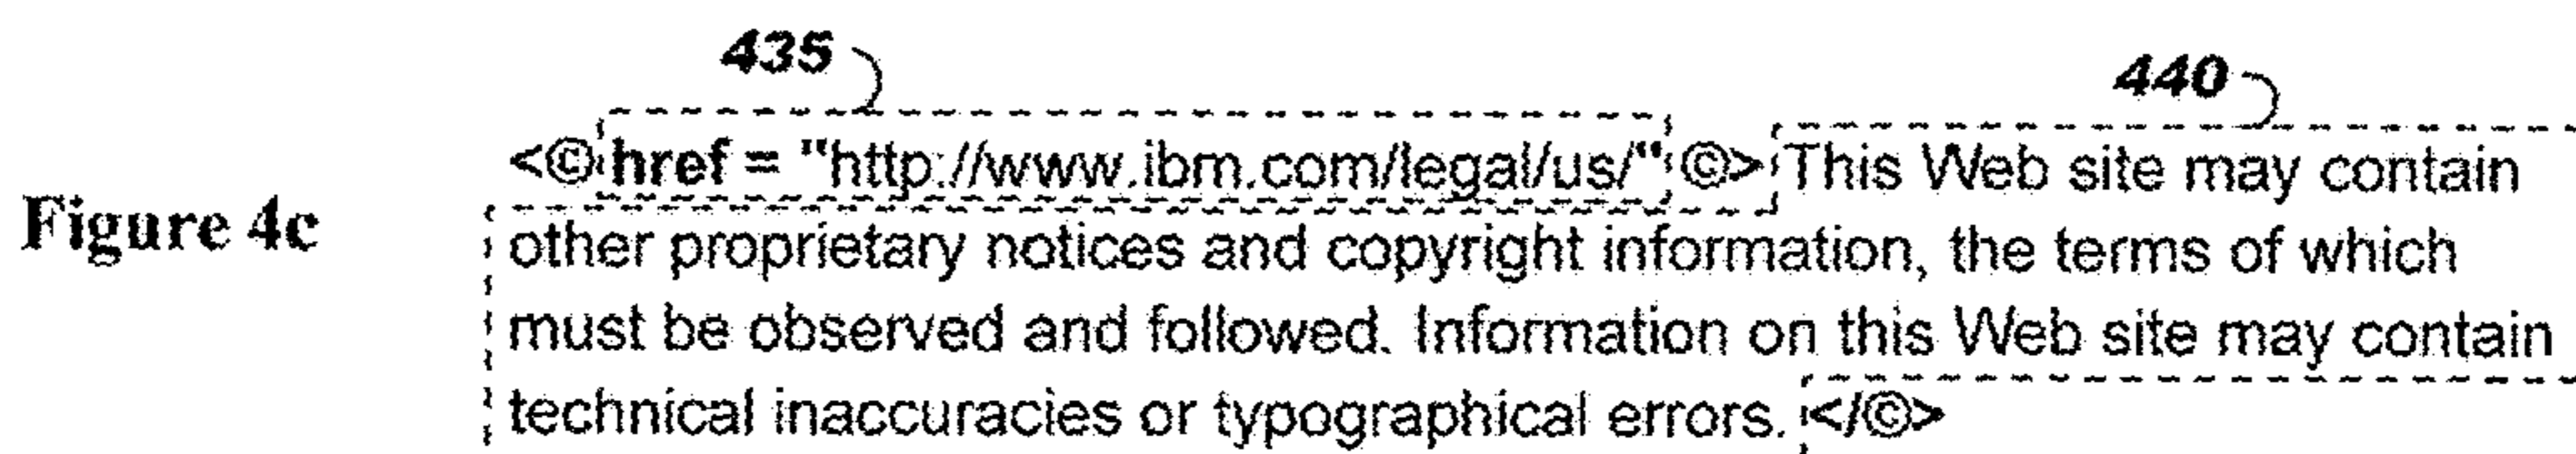 435
440
<©href = "http://www.ibm.com/legal/us/"©>This Web site may contain
Figure 4c
other proprietary notices and copyright information, the terms of which
must be observed and followed. Information on this Web site may contain
technical inaccuracies or typographical errors.</©>